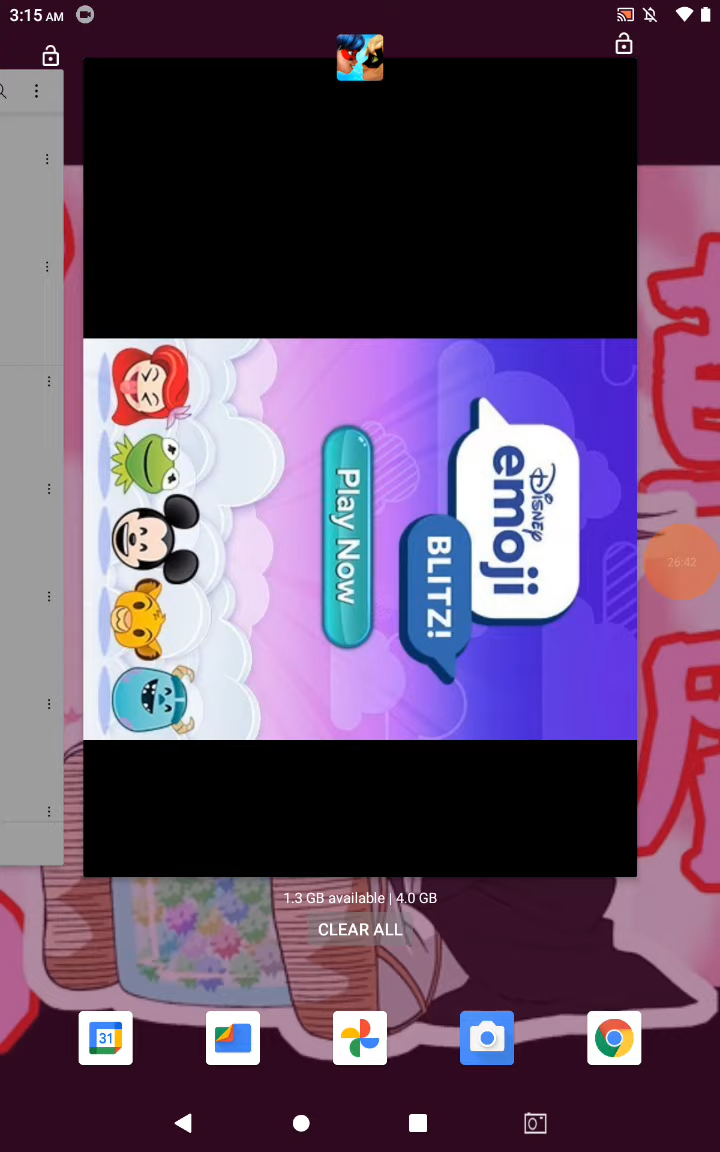 3:15 AM
Disney
emoji
BLITZ!
Play Now
26:42
1.3 GB available | 4.0 GB
CLEAR ALL
31